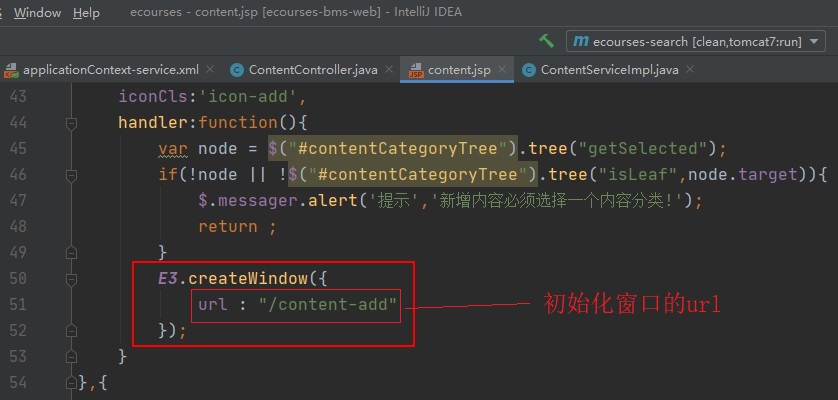 S Window Help ecourses - content.jsp [ecourses-bms-web] - IntelliJ IDEA
ecourses-search [clean,tomcat7:run]
applicationContext-service.xml ContentController.java content.jsp ContentServiceImpl.java
43 iconCls:'icon-add',
44 handler:function(){
45 var node = $("#contentCategoryTree").tree("getSelected");
46 if(!node || !$("#contentCategoryTree").tree("isLeaf",node.target)){
47 $.messager.alert('提示','新增内容必须选择一个内容分类!');
48 return ;
49 }
50 E3.createWindow({
51 url : "/content-add" 初始化窗口的url
52 });
53 }
54 },{